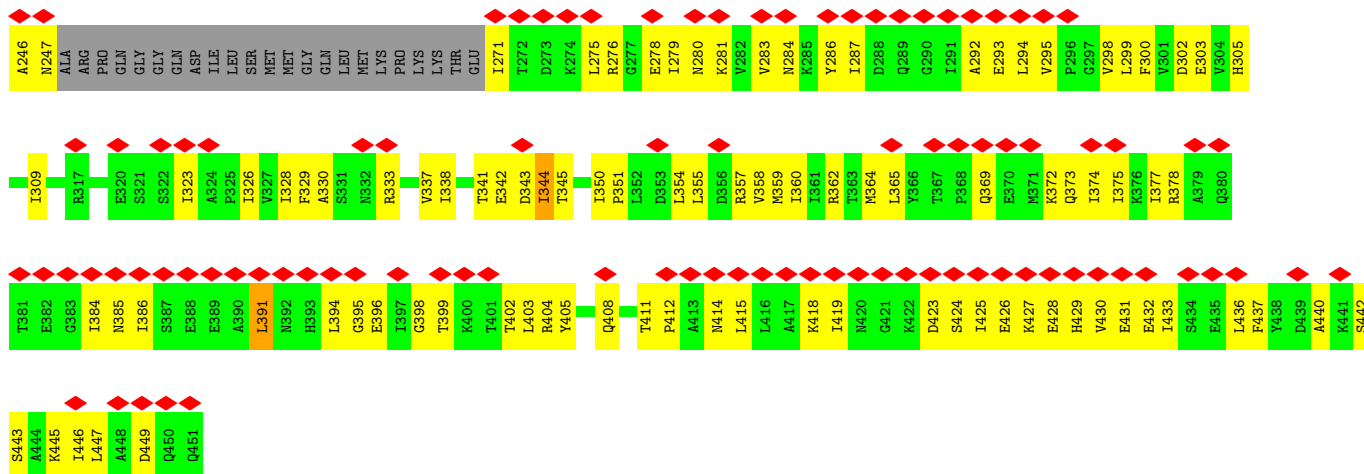 A246 N247 ALA ARG PRO GLN GLY GLY GLN ASP ILE LEU SER MET MET GLY GLN LEU MET LYS PRO LYS LYS THR GLU I271 T272 D273 K274 L275 R276 G277 E278 I279 N280 K281 V282 V283 N284 K285 Y286 I287 D288 Q289 G290 I291 A292 E293 L294 V295 P296 G297 V298 L299 F300 V301 D302 E303 V304 H305
I309 R317 E320 S321 S322 I323 A324 P325 I326 V327 I328 F329 A330 S331 N332 R333 V337 I338 T341 E342 D343 I344 T345 I350 P351 L352 D353 L354 L355 D356 R357 V358 M359 I360 I361 R362 T363 M364 L365 Y366 T367 P368 Q369 E370 M371 K372 Q373 I374 I375 K376 I377 R378 A379 Q380
T381 E382 G383 I384 N385 I386 S387 E388 E389 A390 L391 N392 H393 L394 G395 E396 I397 G398 T399 K400 T401 T402 L403 R404 Y405 Q408 T411 P412 A413 N414 L415 L416 A417 K418 I419 N420 G421 K422 D423 S424 I425 E426 K427 E428 H429 V430 E431 E432 I433 S434 E435 L436 F437 Y438 D439 A440 K441 S442
S443 A444 K445 I446 L447 A448 D449 Q450 Q451